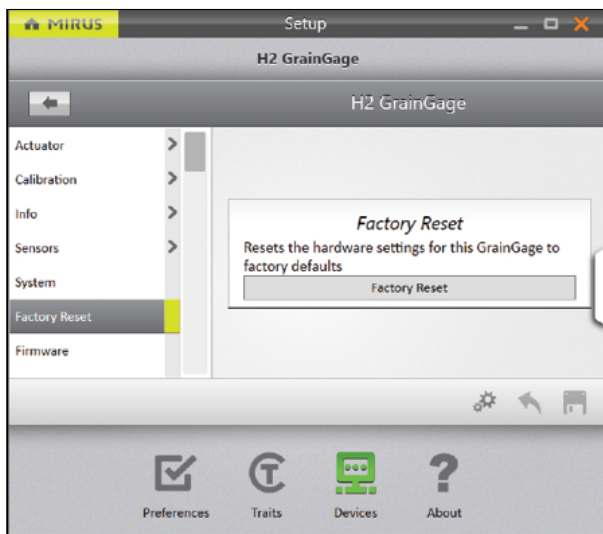 MIRUS
Setup
H2 GrainGage
H2 GrainGage
Actuator
Calibration
Info
Sensors
System
Factory Reset
Firmware
Factory Reset
Resets the hardware settings for this GrainGage to
factory defaults
Factory Reset
Preferences
Traits
Devices
About